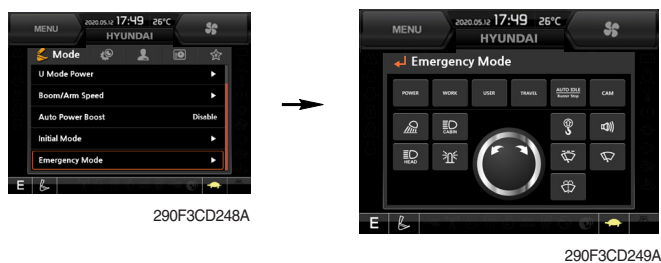 MENU
2020.05.12 17:49 26°C
HYUNDAI
Mode
U Mode Power
Boom/Arm Speed
Auto Power Boost Disable
Initial Mode
Emergency Mode
E
290F3CD248A
MENU
2020.05.12 17:49 26°C
HYUNDAI
Emergency Mode
POWER WORK USER TRAVEL AUTO IDLE CAM
Buzzer Stop
CABIN
HEAD
E
290F3CD249A